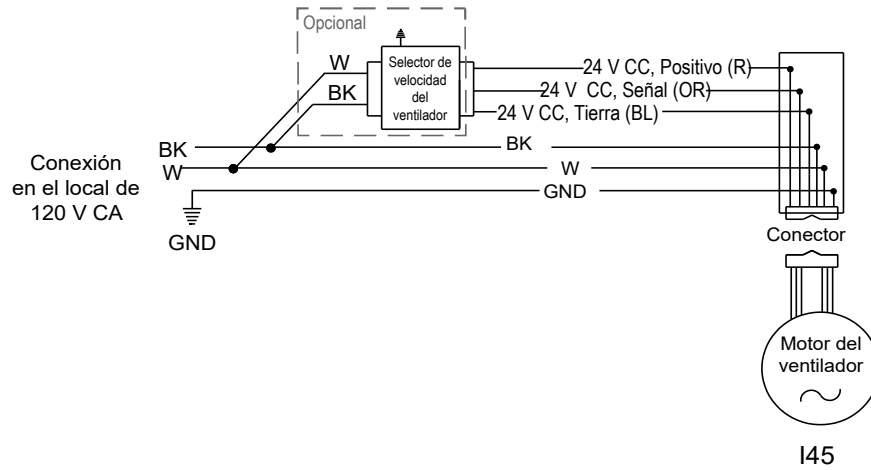 Opcional
W
BK
Selector de
velocidad
del
ventilador
24 V CC, Positivo (R)
24 V CC, Señal (OR)
24 V CC, Tierra (BL)
Conexión
en el local de
120 V CA
BK
W
GND
BK
W
GND
Conector
Motor del
ventilador
I45